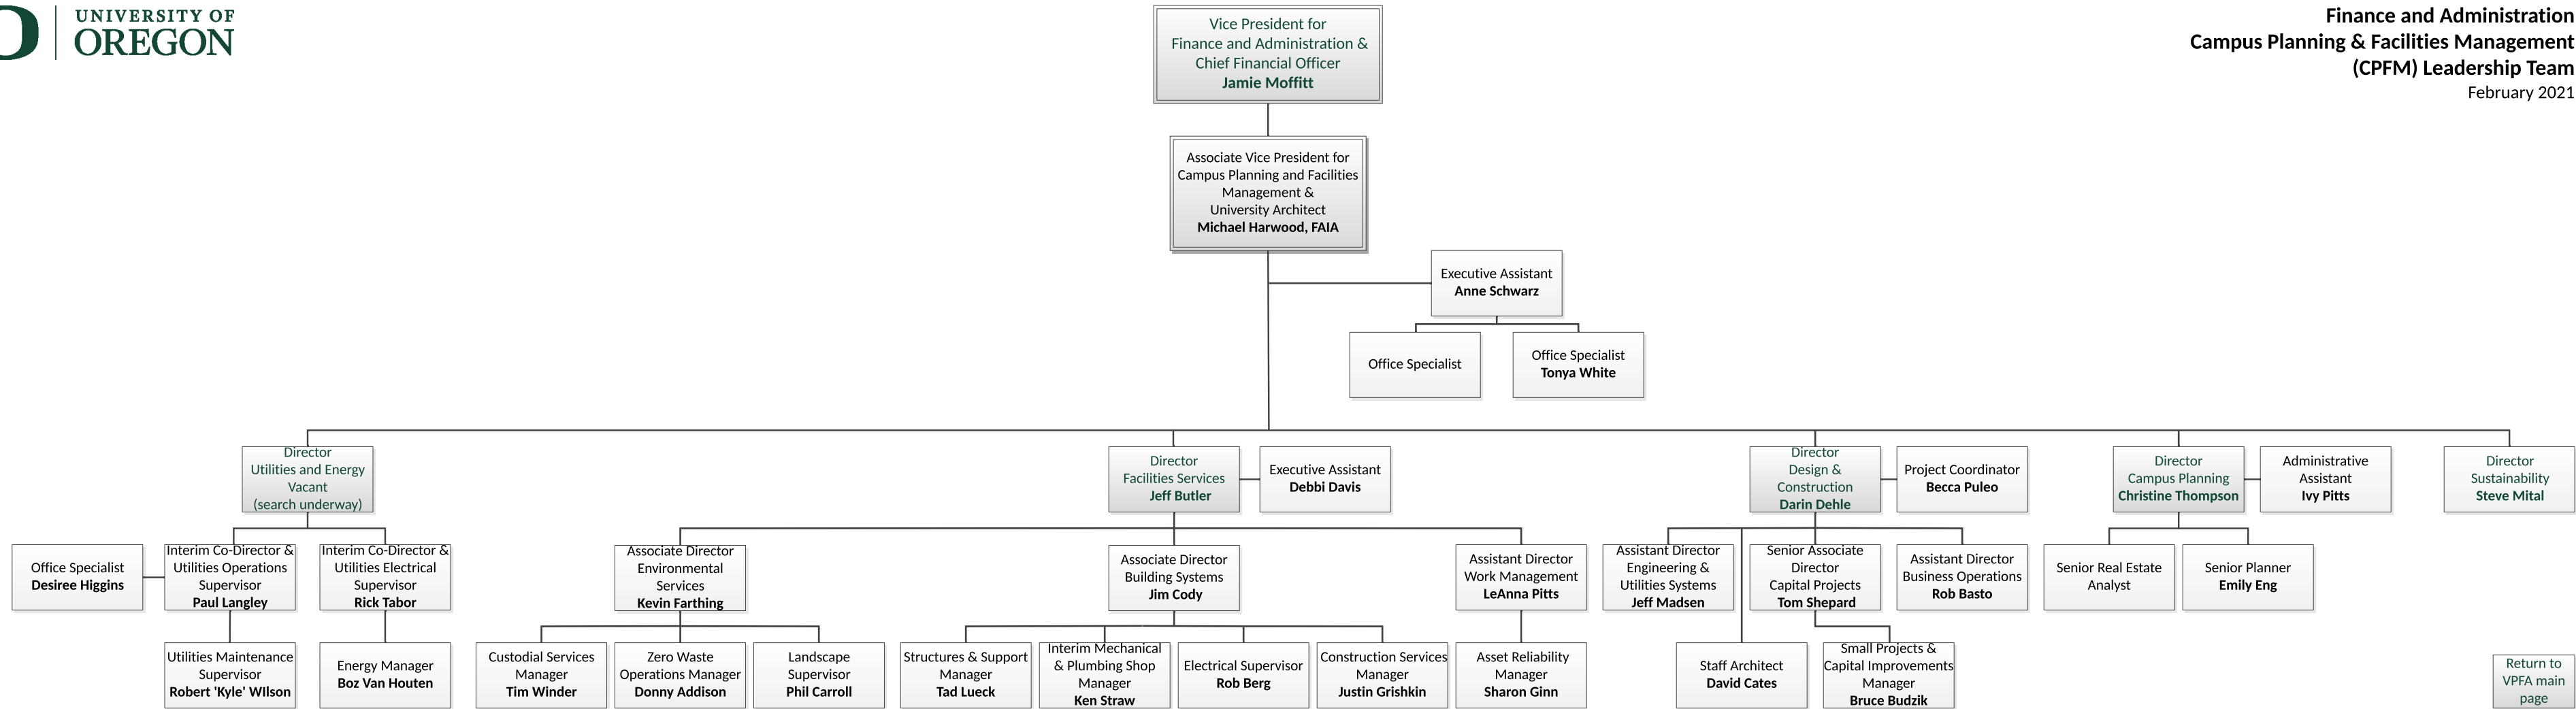 UNIVERSITY OF
OREGON
Finance and Administration
Campus Planning & Facilities Management
(CPFM) Leadership Team
February 2021
Vice President for
Finance and Administration &
Chief Financial Officer
Jamie Moffitt
Associate Vice President for
Campus Planning and Facilities
Management &
University Architect
Michael Harwood, FAIA
Executive Assistant
Anne Schwarz
Office Specialist
Office Specialist
Tonya White
Director
Utilities and Energy
Vacant
(search underway)
Director
Facilities Services
Jeff Butler
Executive Assistant
Debbi Davis
Director
Design &
Construction
Darin Dehle
Project Coordinator
Becca Puleo
Director
Campus Planning
Christine Thompson
Administrative
Assistant
Ivy Pitts
Director
Sustainability
Steve Mital
Office Specialist
Desiree Higgins
Interim Co-Director &
Utilities Operations
Supervisor
Paul Langley
Interim Co-Director &
Utilities Electrical
Supervisor
Rick Tabor
Associate Director
Environmental
Services
Kevin Farthing
Associate Director
Building Systems
Jim Cody
Assistant Director
Work Management
LeAnna Pitts
Assistant Director
Engineering &
Utilities Systems
Jeff Madsen
Senior Associate
Director
Capital Projects
Tom Shepard
Assistant Director
Business Operations
Rob Basto
Senior Real Estate
Analyst
Senior Planner
Emily Eng
Utilities Maintenance
Supervisor
Robert 'Kyle' WIlson
Energy Manager
Boz Van Houten
Custodial Services
Manager
Tim Winder
Zero Waste
Operations Manager
Donny Addison
Landscape
Supervisor
Phil Carroll
Structures & Support
Manager
Tad Lueck
Interim Mechanical
& Plumbing Shop
Manager
Ken Straw
Electrical Supervisor
Rob Berg
Construction Services
Manager
Justin Grishkin
Asset Reliability
Manager
Sharon Ginn
Staff Architect
David Cates
Small Projects &
Capital Improvements
Manager
Bruce Budzik
Return to
VPFA main
page